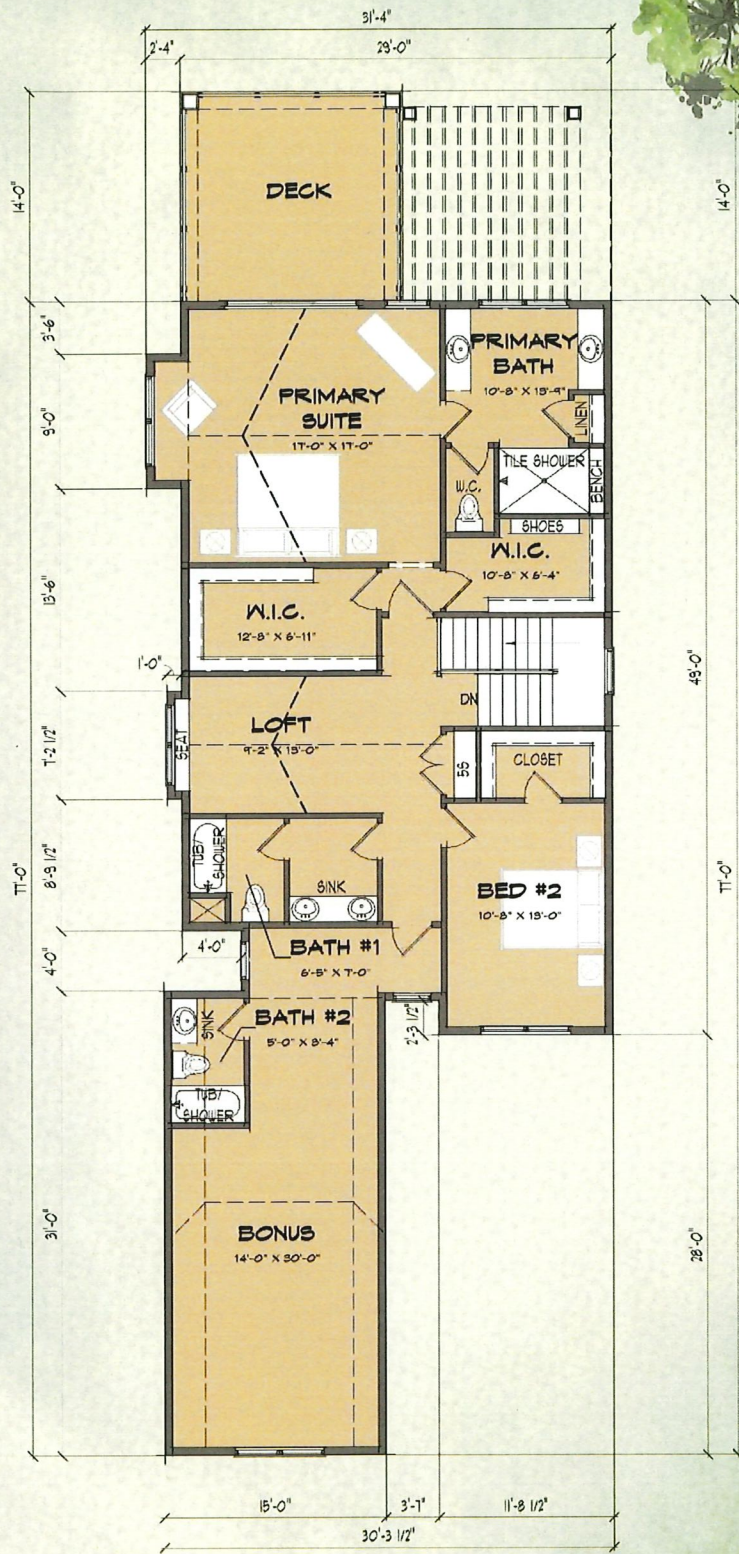 31'-4"
2'-4"
29'-0"
14'-0"
14'-0"
DECK
3'-6"
PRIMARY
BATH
10'-8" X 13'-9"
PRIMARY
SUITE
17'-0" X 17'-0"
9'-0"
LINEN
TILE SHOWER
BENCH
W.C.
SHOES
W.I.C.
10'-8" X 6'-4"
13'-6"
W.I.C.
12'-8" X 6'-11"
1'-0"
49'-0"
DN
LOFT
9'-2" X 13'-0"
SEAT
7'-2 1/2"
5S
CLOSET
77'-0"
77'-0"
8'-9 1/2"
TUB/
SHOWER
SINK
BED #2
10'-8" X 13'-0"
4'-0"
4'-0"
BATH #1
6'-5" X 7'-0"
SINK
BATH #2
5'-0" X 8'-4"
2'-3 1/2"
TUB/
SHOWER
31'-0"
BONUS
14'-0" X 30'-0"
28'-0"
15'-0"
3'-7"
11'-8 1/2"
30'-3 1/2"